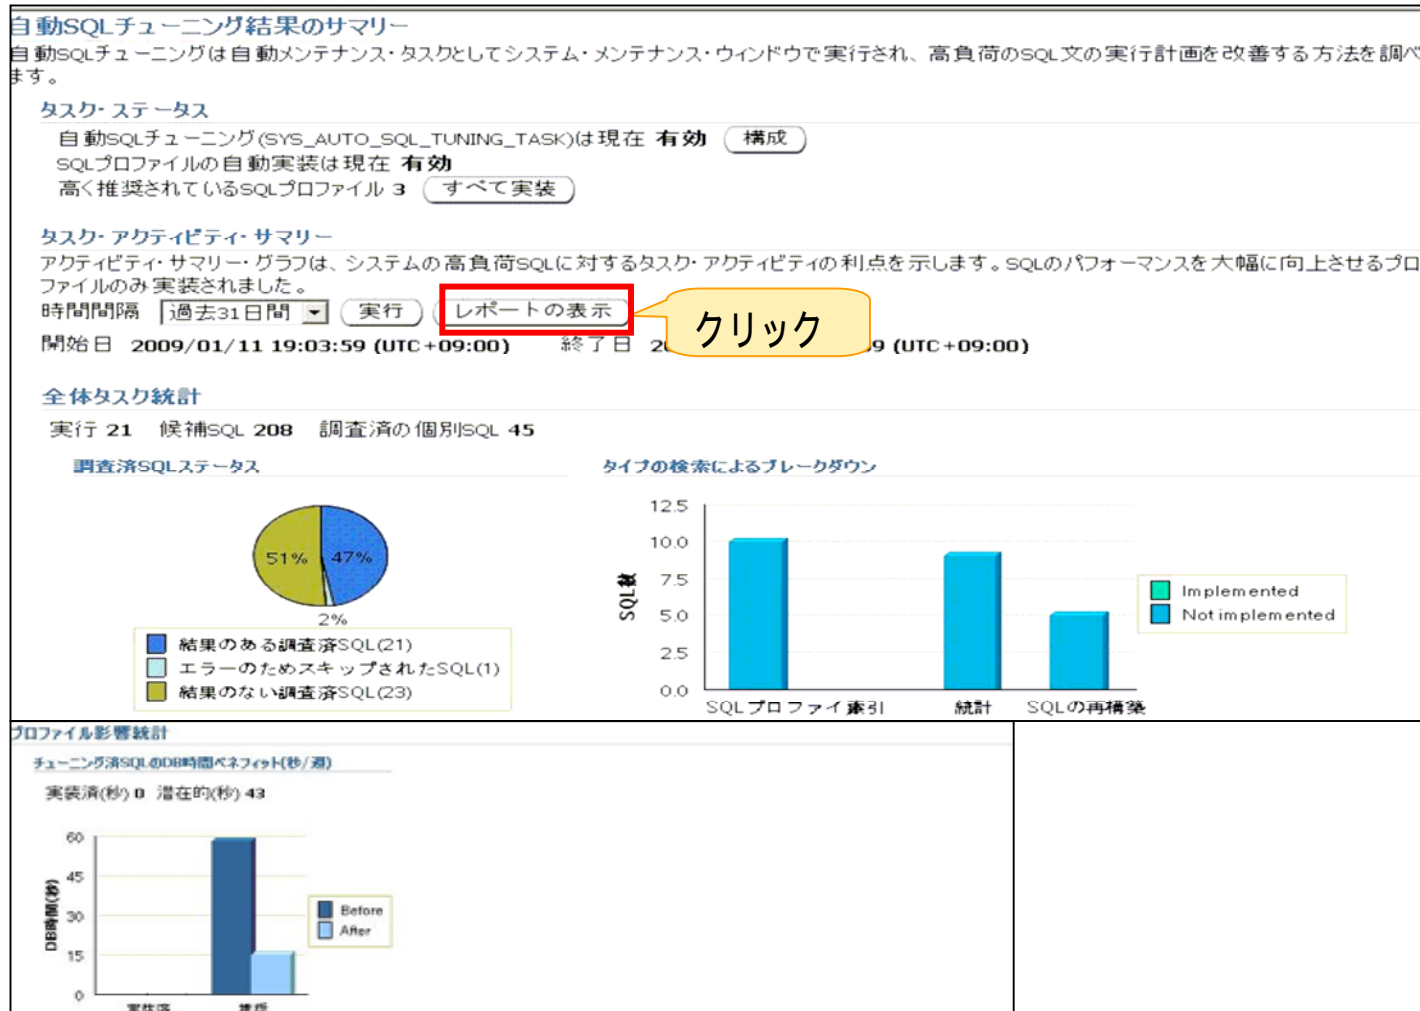 自動SQLチューニング結果のサマリー
自動SQLチューニングは自動メンテナンス・タスクとしてシステム・メンテナンス・ウィンドウで実行され、高負荷のSQL文の実行計画を改善する方法を調べ
ます。
タスク・ステータス
自動SQLチューニング(SYS_AUTO_SQL_TUNING_TASK)は現在 有効 構成
SQLプロファイルの自動実装は現在 有効
高く推奨されているSQLプロファイル 3 すべて実装
タスク・アクティビティ・サマリー
アクティビティ・サマリー・グラフは、システムの高負荷SQLに対するタスク・アクティビティの利点を示します。SQLのパフォーマンスを大幅に向上させるプロ
ファイルのみ実装されました。
時間間隔 過去31日間 実行 レポートの表示
クリック
開始日 2009/01/11 19:03:59 (UTC+09:00) 終了日 9 (UTC+09:00)
全体タスク統計
実行 21 候補SQL 208 調査済の個別SQL 45
調査済SQLステータス
51% 47%
2%
結果のある調査済SQL(21)
エラーのためスキップされたSQL(1)
結果のない調査済SQL(23)
タイプの検索によるブレークダウン
SQL数
12.5
10.0
7.5
5.0
2.5
0.0
SQLプロファイ 索引 統計 SQLの再構築
Implemented
Not implemented
プロファイル影響統計
チューニング済SQLのDB時間ベネフィット(秒/週)
実装済(秒) 0 潜在的(秒) 43
DB時間(秒)
60
45
30
15
0
実装済 推奨
Before
After